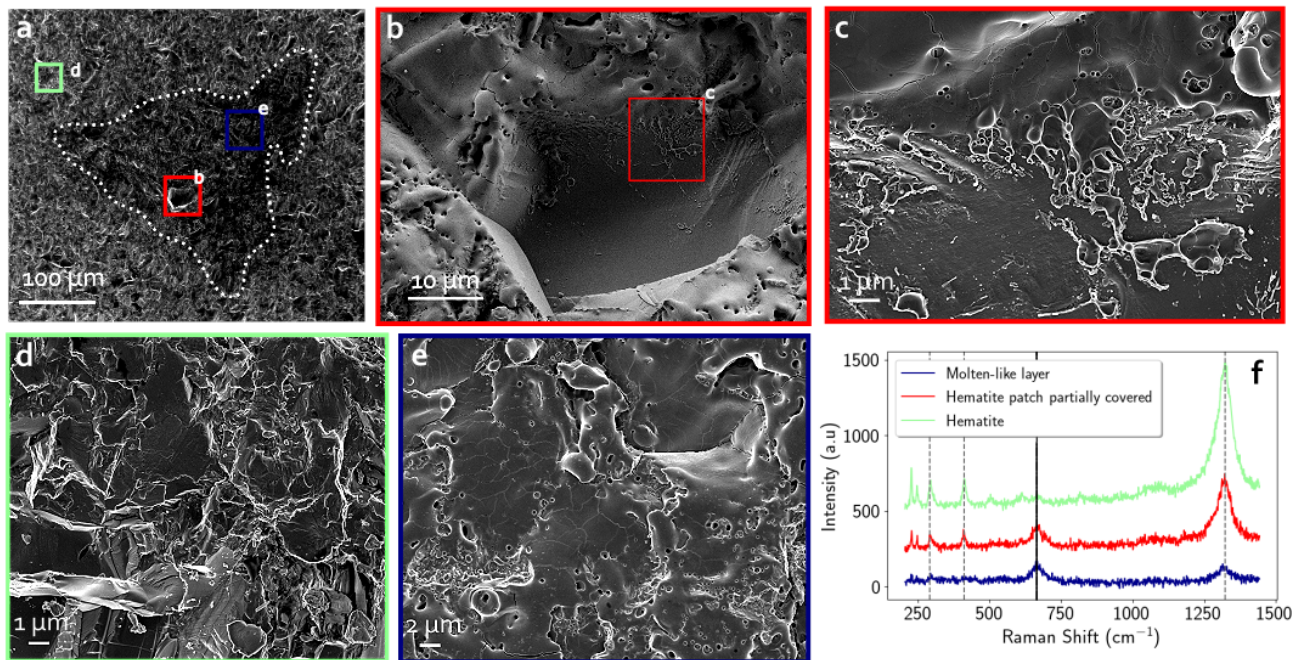 a
d
e
b
100 µm
b
c
10 µm
c
1 µm
d
1 µm
e
2 µm
f
Molten-like layer
Hematite patch partially covered
Hematite
1500
1000
500
0
Intensity (a.u)
250
500
750
1000
1250
1500
Raman Shift (cm⁻¹)